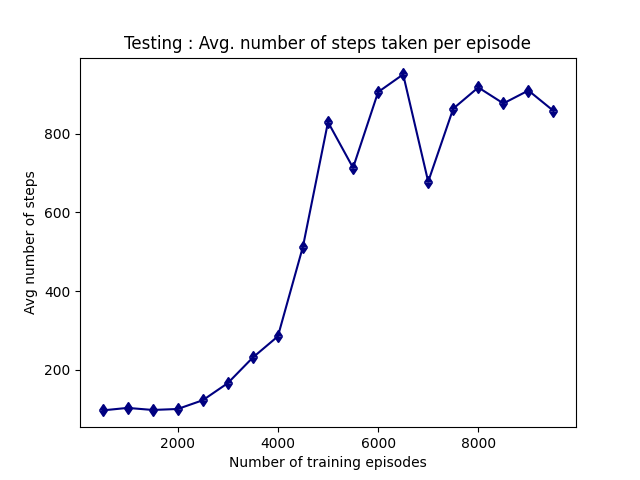 Testing : Avg. number of steps taken per episode
800
600
400
200
Avg number of steps
2000 4000 6000 8000
Number of training episodes